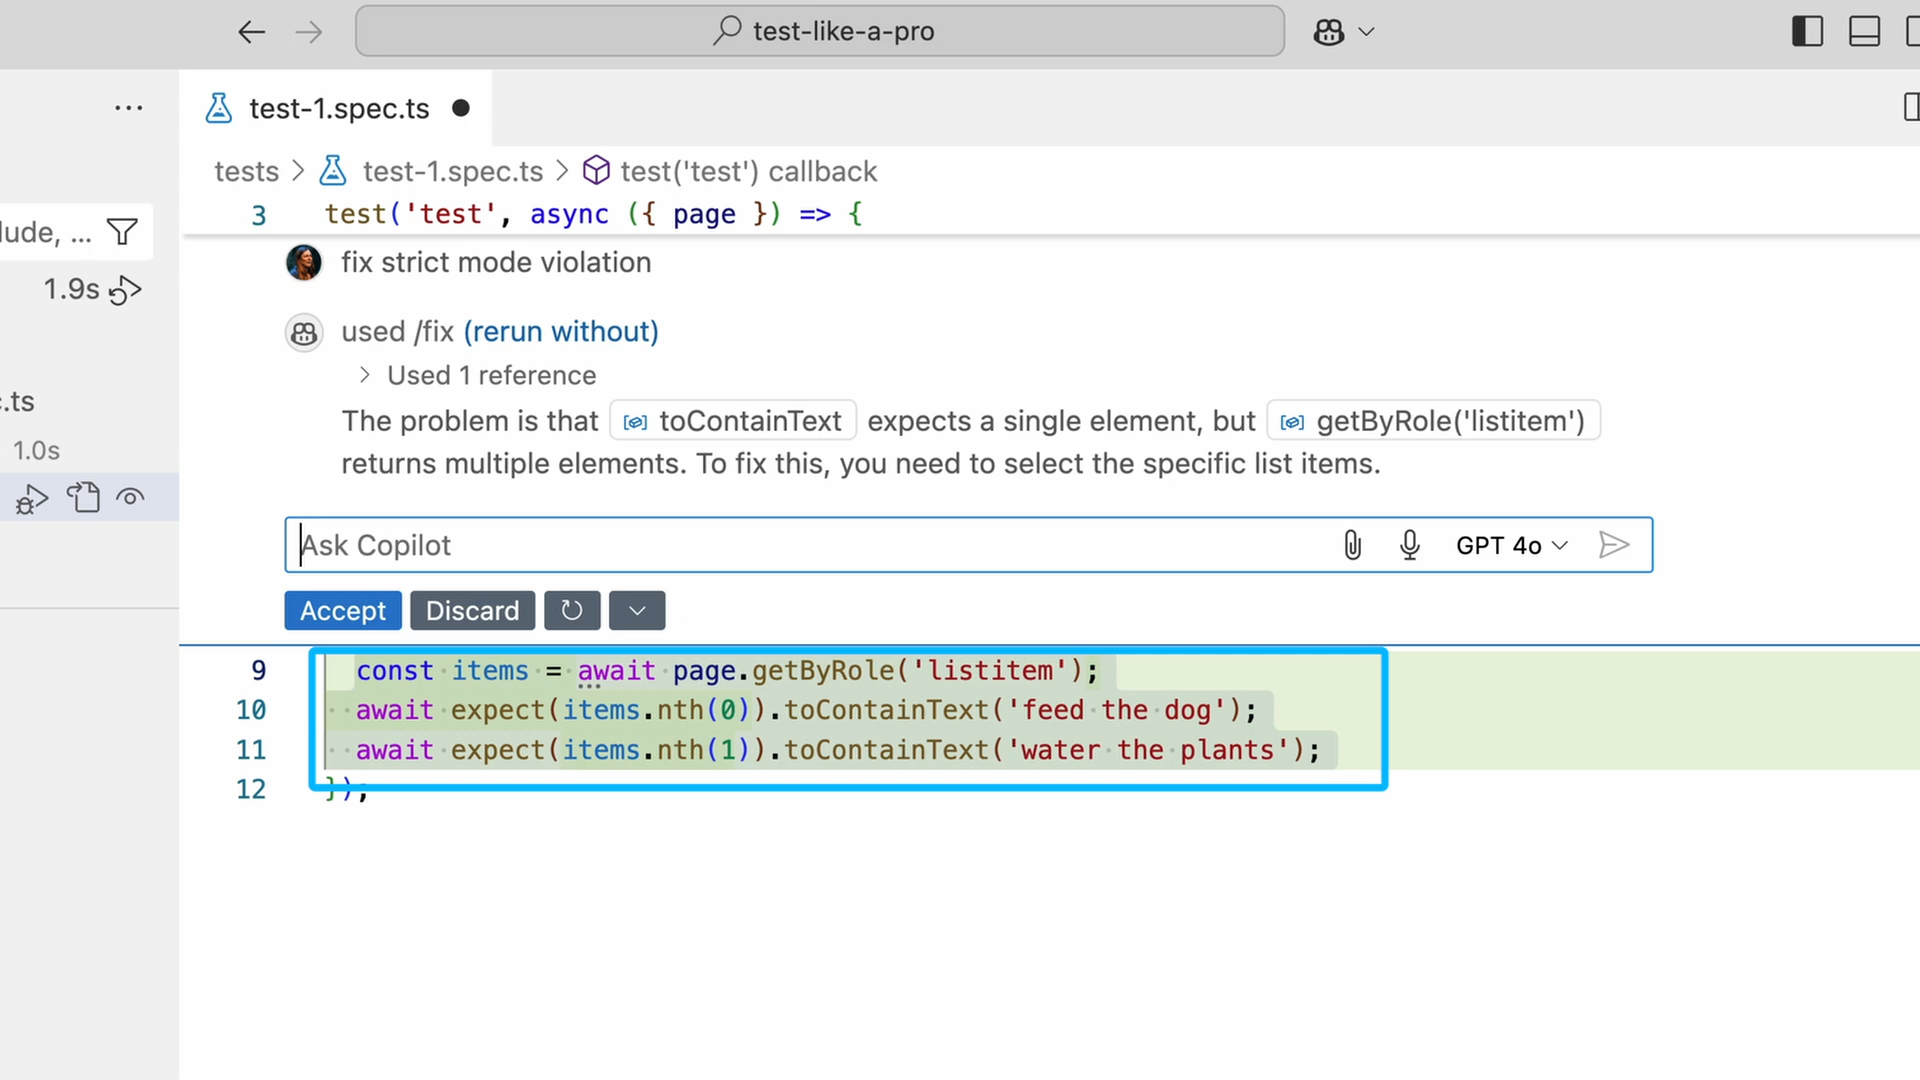 test-like-a-pro
test-1.spec.ts
tests > test-1.spec.ts > test('test') callback
lude, ...
3 test('test', async ({ page }) => {
fix strict mode violation
1.9s
used /fix (rerun without)
> Used 1 reference
c.ts
The problem is that toContainText expects a single element, but getByRole('listitem')
1.0s
returns multiple elements. To fix this, you need to select the specific list items.
Ask Copilot GPT 4o
Accept Discard
9 const items = await page.getByRole('listitem');
10 await expect(items.nth(0)).toContainText('feed the dog');
11 await expect(items.nth(1)).toContainText('water the plants');
12 });